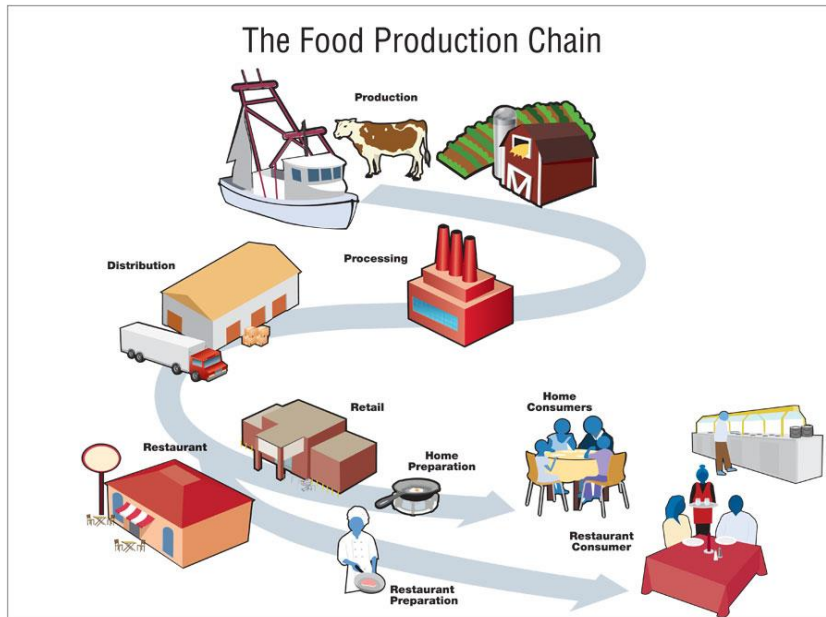 The Food Production Chain
Production
Distribution
Processing
Retail
Home
Consumers
Restaurant
Home
Preparation
Restaurant
Consumer
Restaurant
Preparation